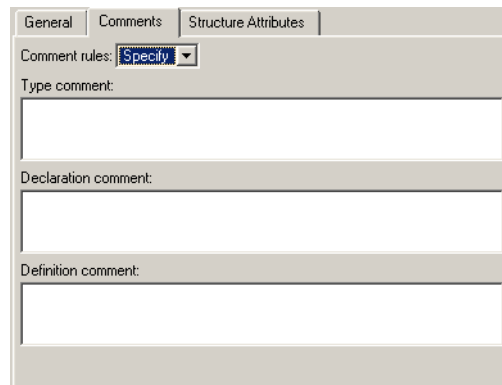 General Comments Structure Attributes
Comment rules: Specify
Type comment:
Declaration comment:
Definition comment: